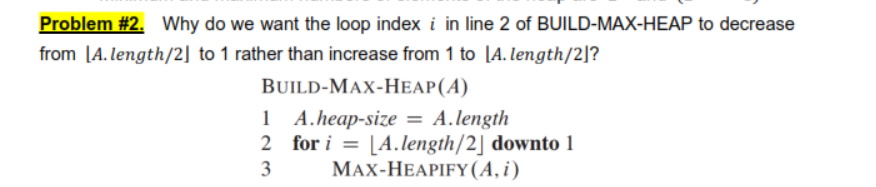 Problem #2. Why do we want the loop index i in line 2 of BUILD-MAX-HEAP to decrease
from ⌊A.length/2⌋ to 1 rather than increase from 1 to ⌊A.length/2⌋?
BUILD-MAX-HEAP(A)
1 A.heap-size = A.length
2 for i = ⌊A.length/2⌋ downto 1
3 MAX-HEAPIFY(A, i)